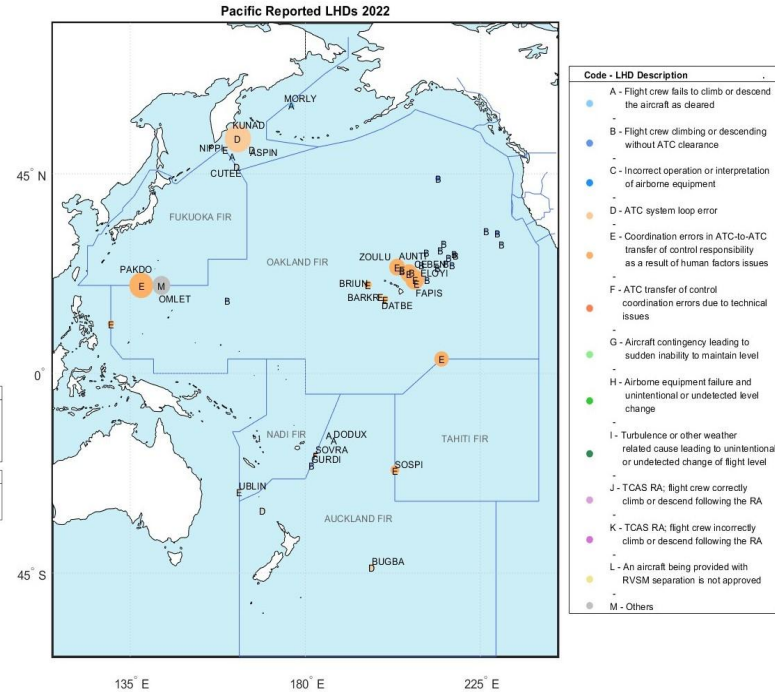 Pacific Reported LHDs 2022
MORLY
A
KUNAD
D
NIPPI
E
D
ASPIN
A
D
CUTEE
45° N
B
FUKUOKA FIR
B
B
B
B
ZOULU
AUNTI
B
B
OAKLAND FIR
PAKDO
E
M
OMLET
E
ELOYI
BRIUN
E
FAPIS
BARKR
E
E
DATBE
B
E
0°
E
NADI FIR
A
DODUX
A
TAHITI FIR
SOVRA
SURDI
B
SOSPI
E
UBLIN
E
D
AUCKLAND FIR
BUGBA
D
45° S
135° E
180° E
225° E
Code - LHD Description
A - Flight crew fails to climb or descend
the aircraft as cleared
-
B - Flight crew climbing or descending
without ATC clearance
-
C - Incorrect operation or interpretation
of airborne equipment
-
D - ATC system loop error
-
E - Coordination errors in ATC-to-ATC
transfer of control responsibility
as a result of human factors issues
-
F - ATC transfer of control
coordination errors due to technical
issues
-
G - Aircraft contingency leading to
sudden inability to maintain level
-
H - Airborne equipment failure and
unintentional or undetected level
change
-
I - Turbulence or other weather
related cause leading to unintentional
or undetected change of flight level
-
J - TCAS RA; flight crew correctly
climb or descend following the RA
-
K - TCAS RA; flight crew incorrectly
climb or descend following the RA
-
L - An aircraft being provided with
RVSM separation is not approved
-
M - Others